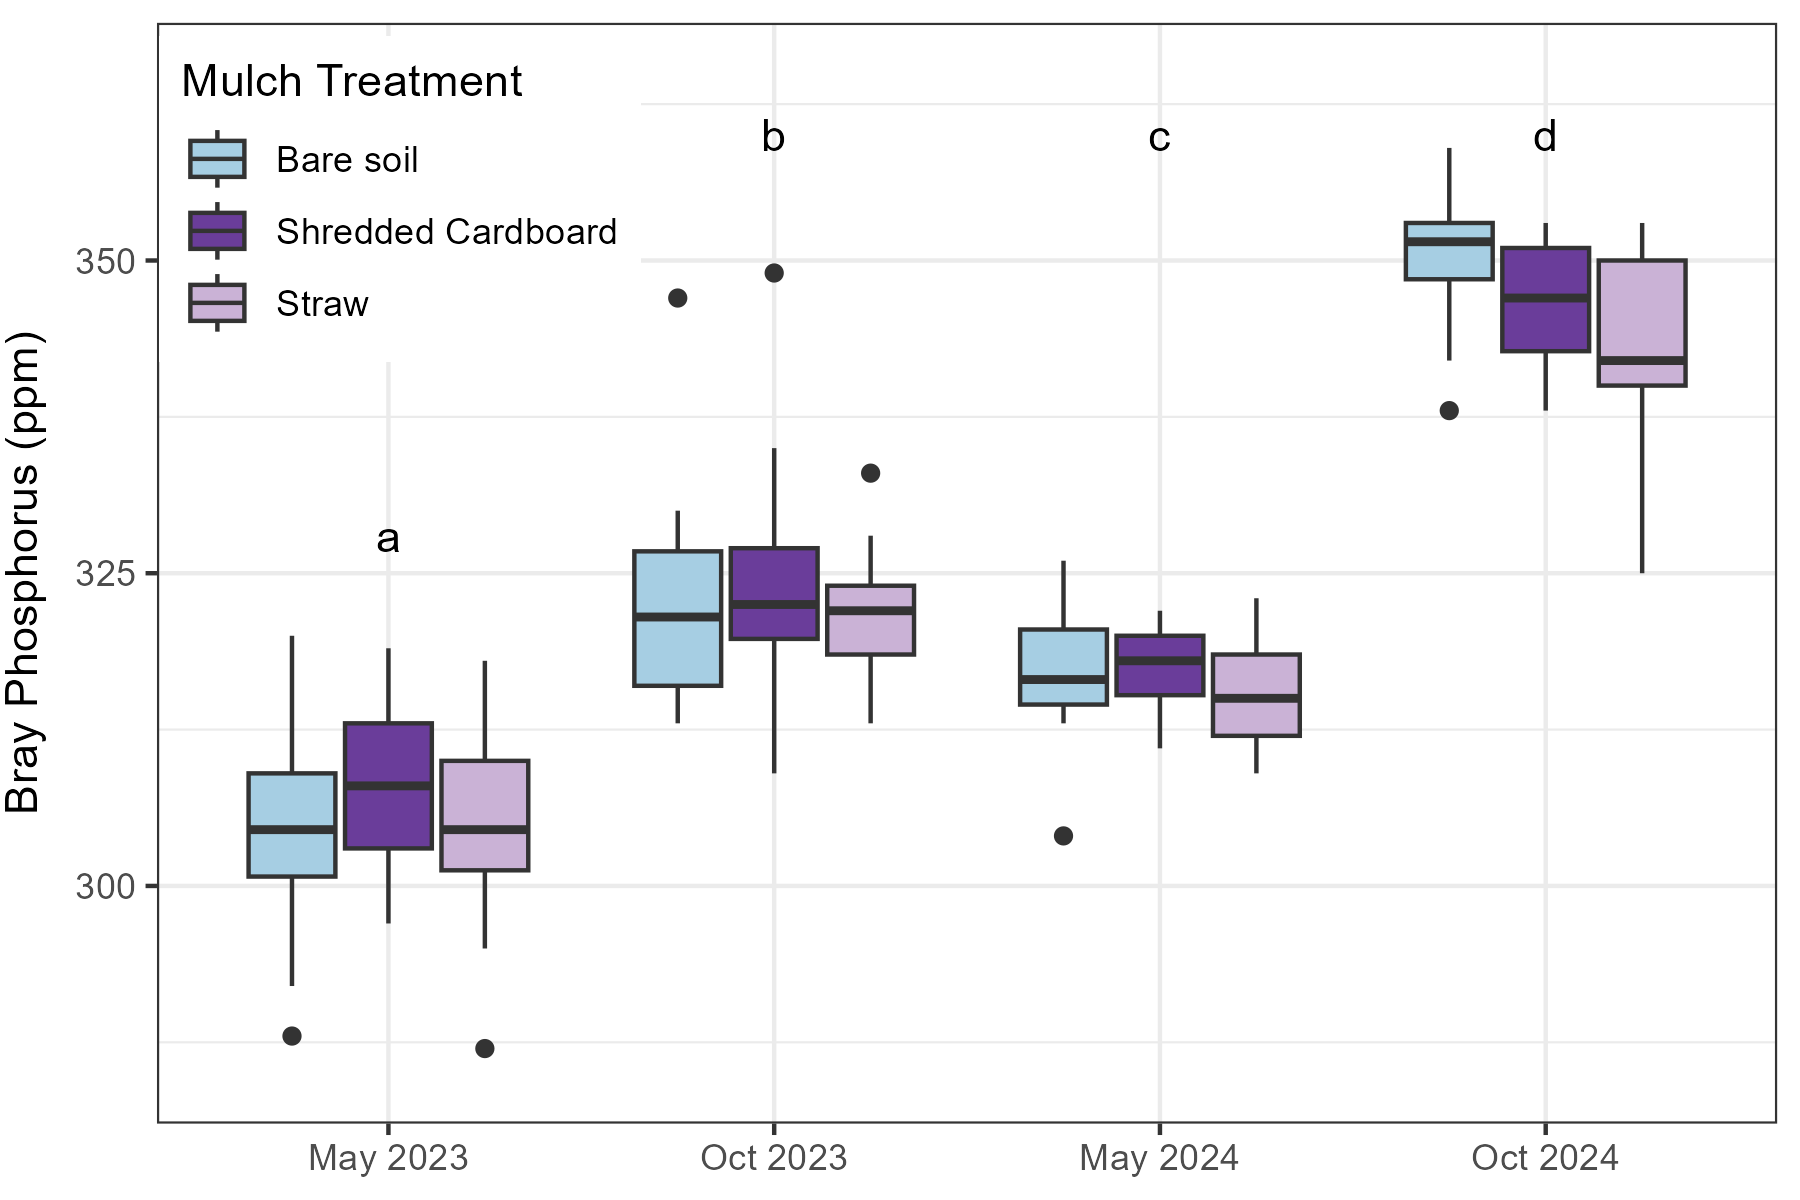 Mulch Treatment
Bare soil
Shredded Cardboard
Straw
a
b
c
d
Bray Phosphorus (ppm)
350
325
300
May 2023
Oct 2023
May 2024
Oct 2024